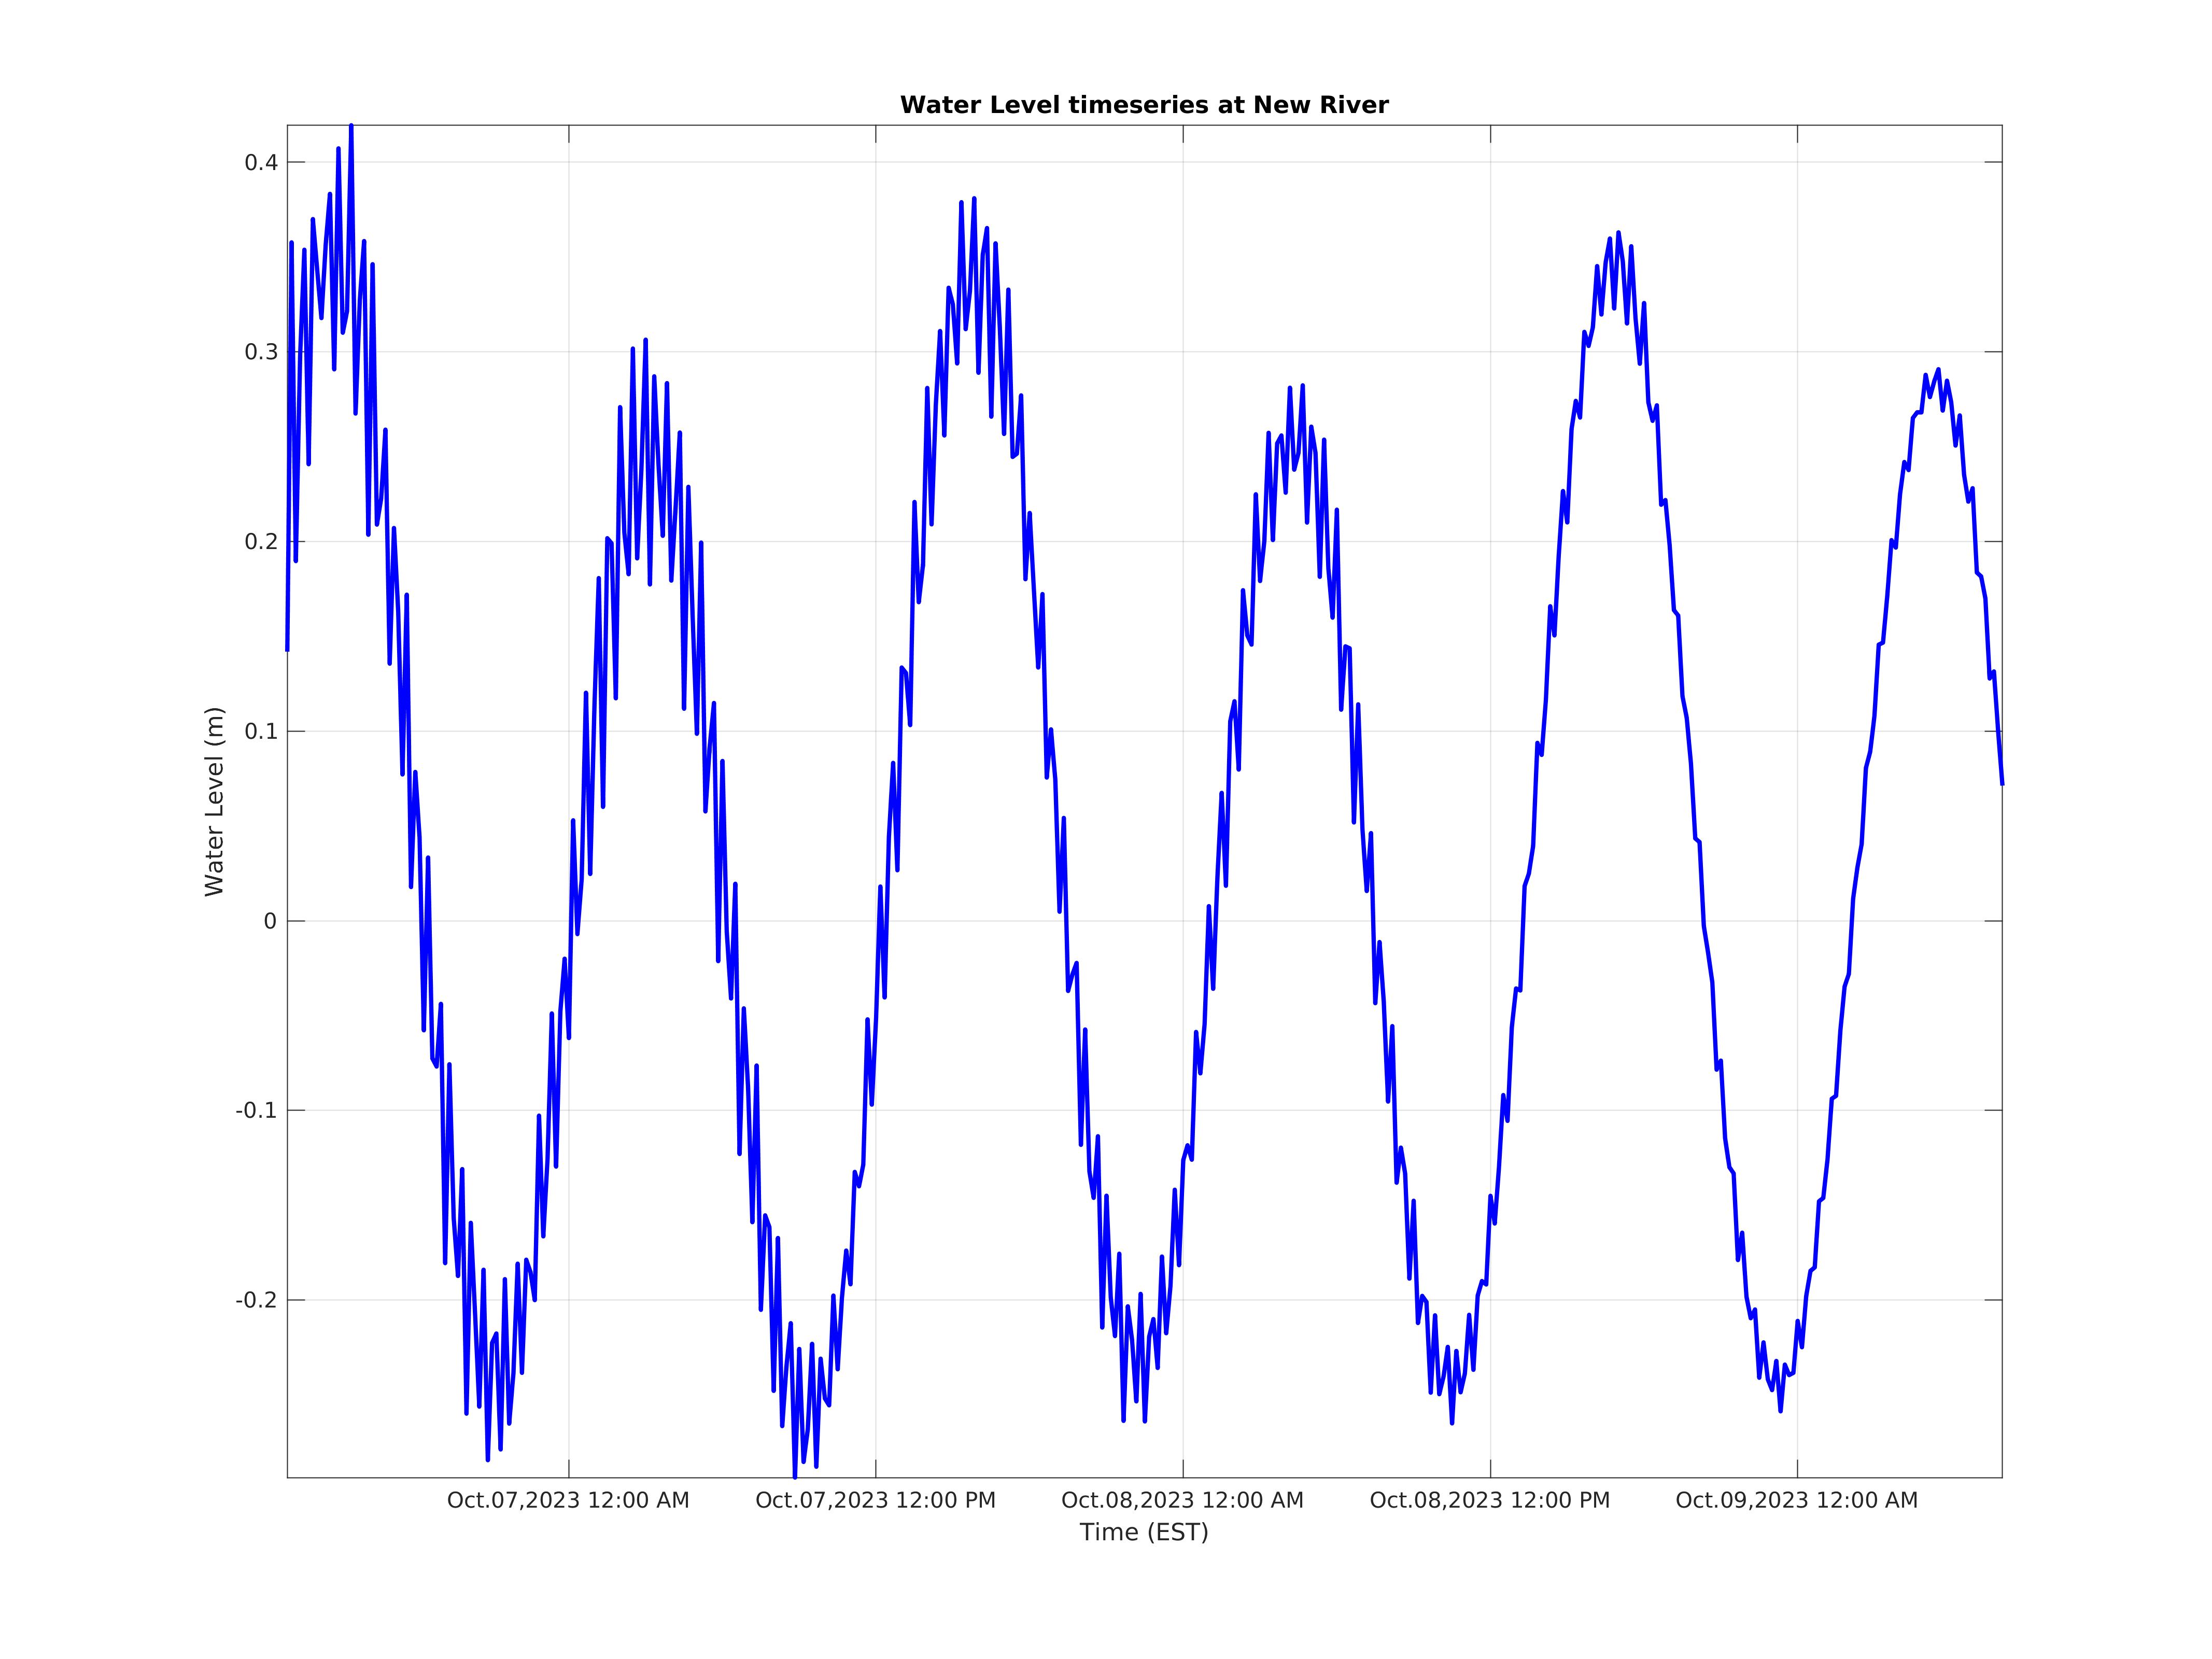 Water Level timeseries at New River
0.4
0.3
0.2
0.1
0
-0.1
-0.2
Water Level (m)
Oct.07,2023 12:00 AM
Oct.07,2023 12:00 PM
Oct.08,2023 12:00 AM
Oct.08,2023 12:00 PM
Oct.09,2023 12:00 AM
Time (EST)